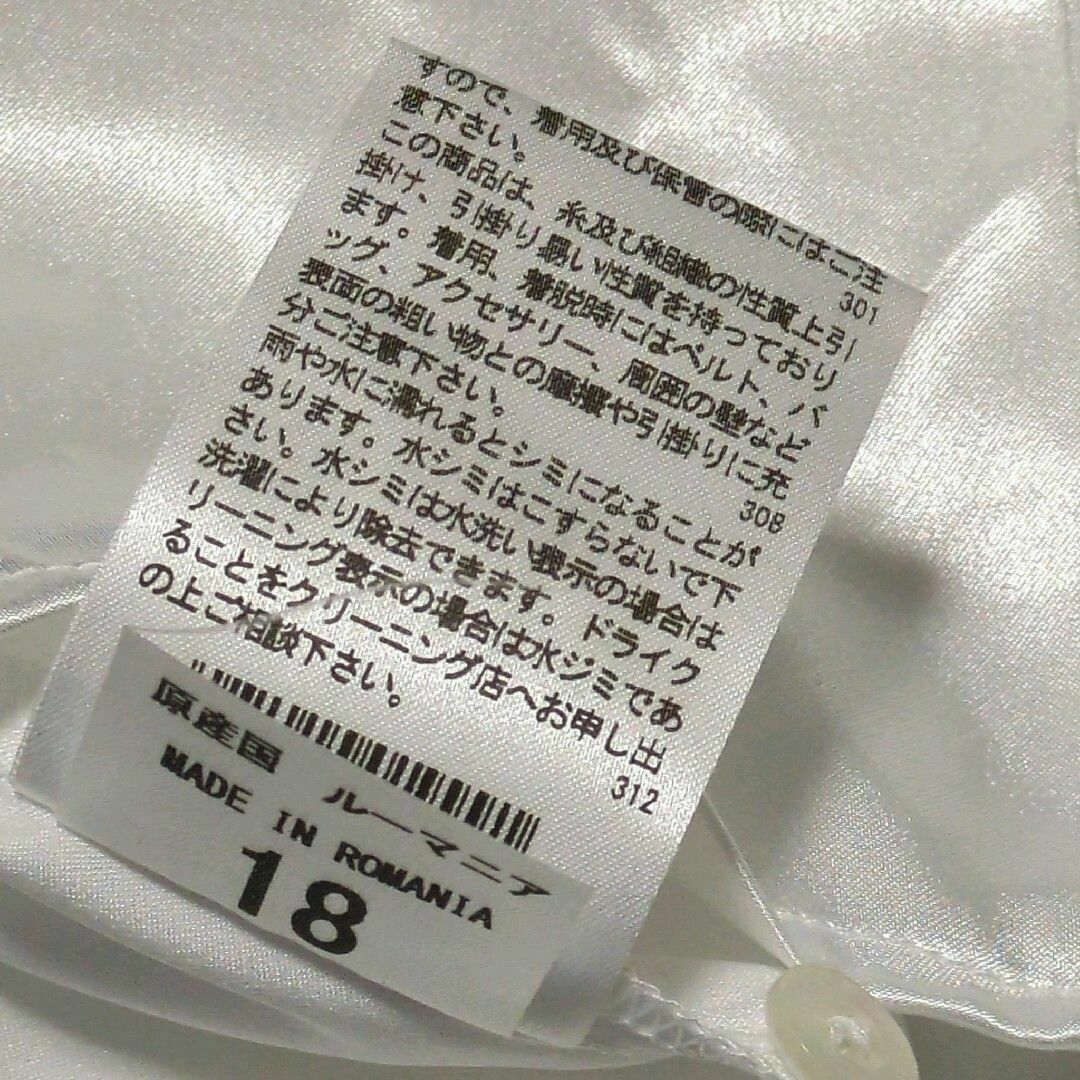 すので、着用及び保管の際にはご注
意下さい。
301
この商品は、糸及び組織の性質上引
掛け、引掛り易い性質を持っており
ます。着用、着脱時にはベルト、バ
ッグ、アクセサリー、周囲の壁など
表面の粗い物との摩擦や引掛りに充
分ご注意下さい。
308
雨や水に濡れるとシミになることが
あります。水シミはこすらないで下
さい。水シミは水洗い表示の場合は
洗濯により除去できます。ドライク
リーニング表示の場合は水ジミであ
ることをクリーニング店へお申し出
の上ご相談下さい。
312
原産国 ルーマニア
MADE IN ROMANIA
18